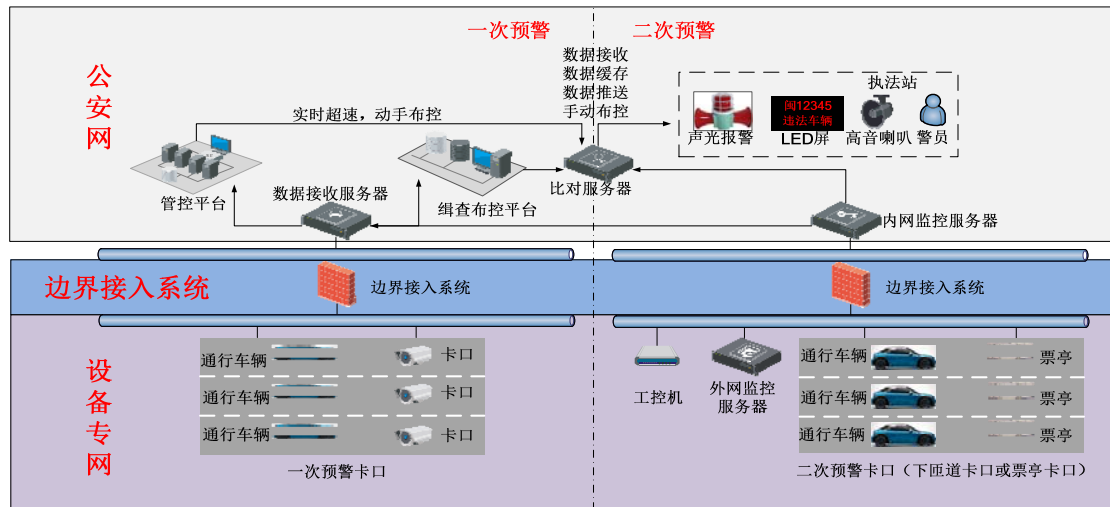 一次预警
二次预警
公安网
数据接收
数据缓存
数据推送
手动布控
执法站
实时超速，动手布控
闽12345
违法车辆
声光报警
LED屏
高音喇叭
警员
管控平台
数据接收服务器
缉查布控平台
比对服务器
内网监控服务器
边界接入系统
边界接入系统
边界接入系统
设备专网
通行车辆
卡口
通行车辆
卡口
通行车辆
卡口
一次预警卡口
工控机
外网监控
服务器
通行车辆
票亭
通行车辆
票亭
通行车辆
票亭
二次预警卡口（下匝道卡口或票亭卡口）